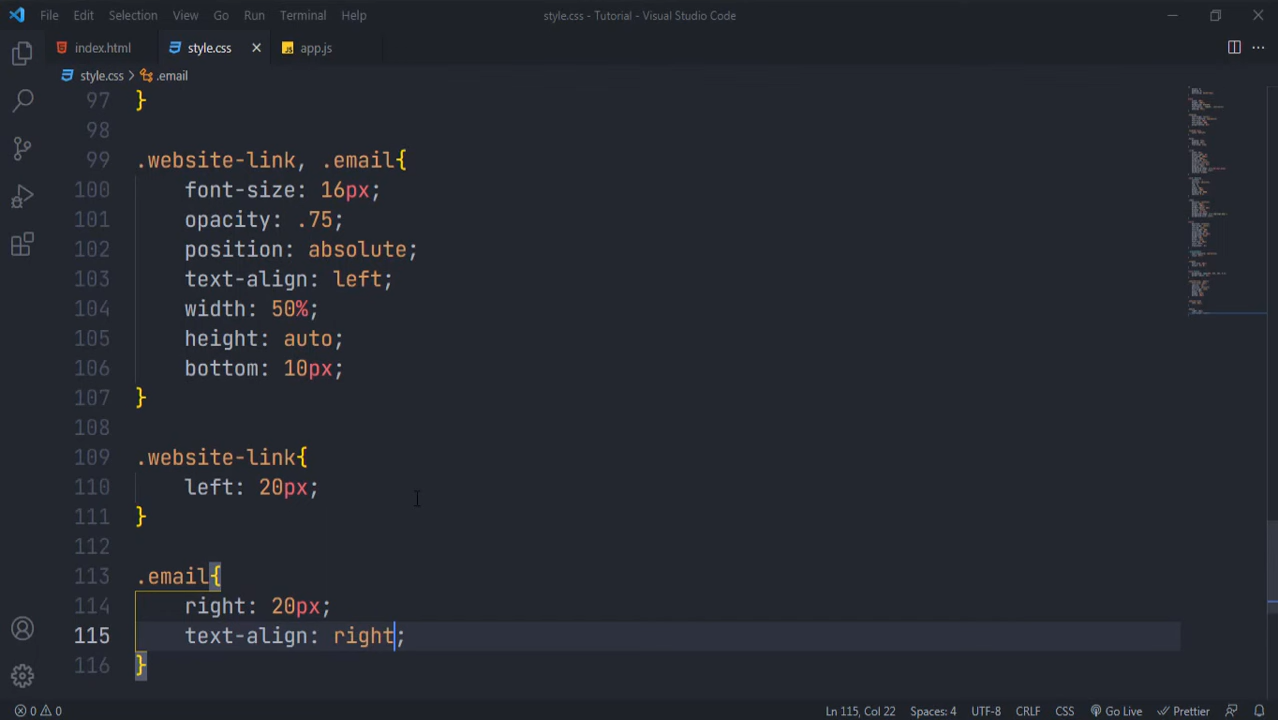 File Edit Selection View Go Run Terminal Help style.css - Tutorial - Visual Studio Code
index.html style.css app.js
style.css .email
97 }
98
99 .website-link, .email{
100 font-size: 16px;
101 opacity: .75;
102 position: absolute;
103 text-align: left;
104 width: 50%;
105 height: auto;
106 bottom: 10px;
107 }
108
109 .website-link{
110 left: 20px;
111 }
112
113 .email{
114 right: 20px;
115 text-align: right;
116 }
0 0 Ln 115, Col 22 Spaces: 4 UTF-8 CRLF CSS Go Live Prettier